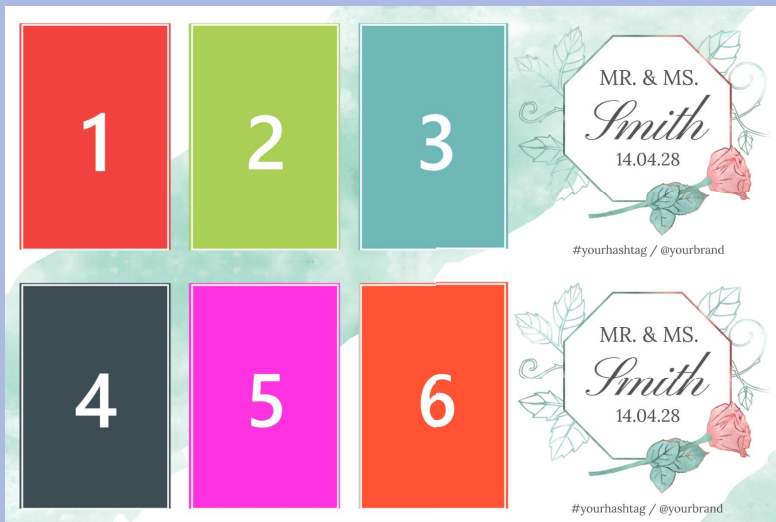 1
2
3
MR. & MS.
Smith
14.04.28
#yourhashtag / @yourbrand
4
5
6
MR. & MS.
Smith
14.04.28
#yourhashtag / @yourbrand